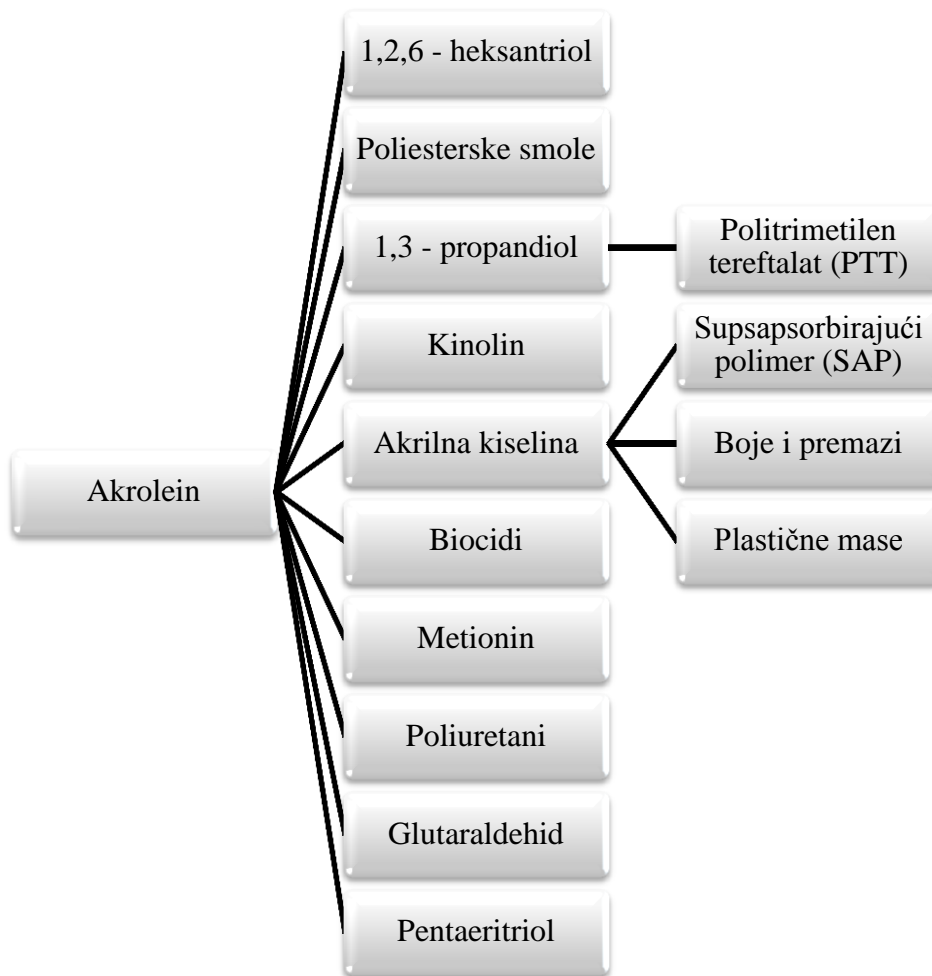 1,2,6 - heksantriol
Poliesterske smole
1,3 - propandiol
Politrimetilen
tereftalat (PTT)
Kinolin
Supsapsorbirajući
polimer (SAP)
Akrilna kiselina
Boje i premazi
Akrolein
Biocidi
Plastične mase
Metionin
Poliuretani
Glutaraldehid
Pentaeritriol